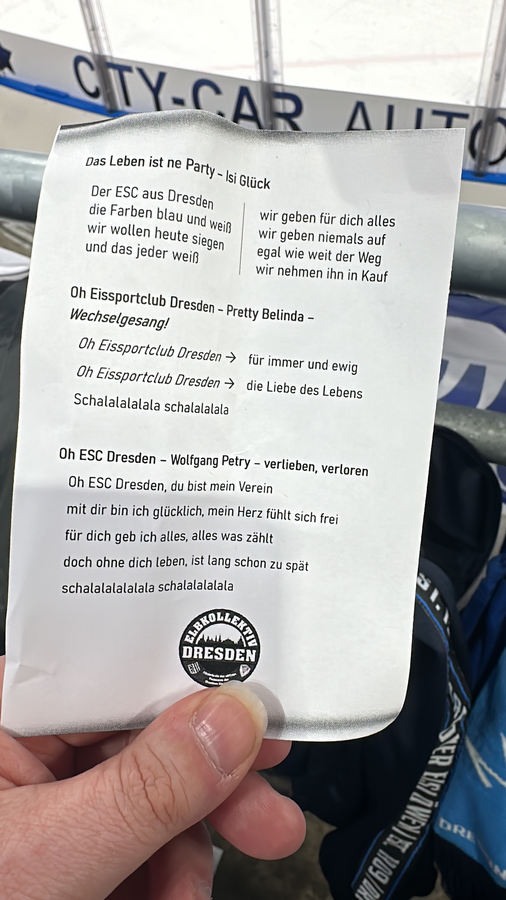 CITY-CAR AUTO
Das Leben ist ne Party - Isi Glück
Der ESC aus Dresden
die Farben blau und weiß
wir wollen heute siegen
und das jeder weiß
wir geben für dich alles
wir geben niemals auf
egal wie weit der Weg
wir nehmen ihn in Kauf
Oh Eissportclub Dresden - Pretty Belinda –
Wechselgesang!
Oh Eissportclub Dresden → für immer und ewig
Oh Eissportclub Dresden → die Liebe des Lebens
Schalalalalala schalalalala
Oh ESC Dresden – Wolfgang Petry – verlieben, verloren
Oh ESC Dresden, du bist mein Verein
mit dir bin ich glücklich, mein Herz fühlt sich frei
für dich geb ich alles, alles was zählt
doch ohne dich leben, ist lang schon zu spät
schalalalalalala schalalalalala
ELBKOLLEKTIV
DRESDEN
DER EISLÖWEN